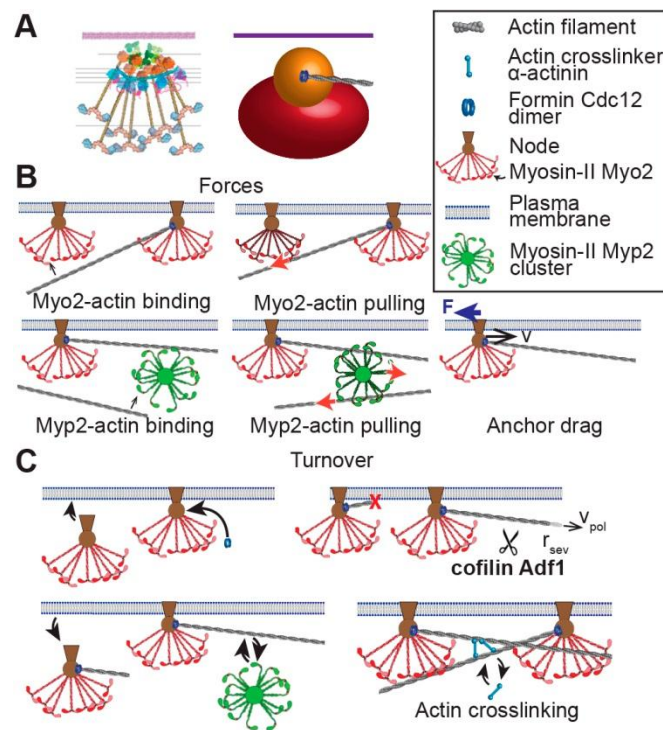 A
Actin filament
Actin crosslinker
α-actinin
Formin Cdc12
dimer
Node
Myosin-II Myo2
Plasma
membrane
Myosin-II Myp2
cluster
B
Forces
Myo2-actin binding
Myo2-actin pulling
F
V
Myp2-actin binding
Myp2-actin pulling
Anchor drag
C
Turnover
X
Vpol
rsev
cofilin Adf1
Actin crosslinking